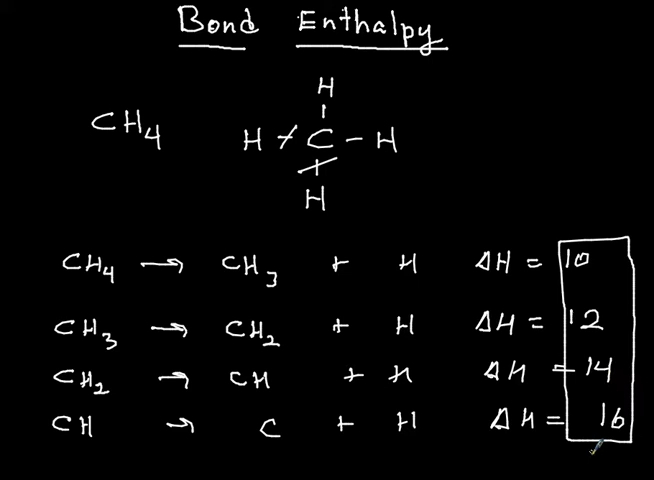 Bond Enthalpy
H
CH₄ H - C - H
H
CH₄ → CH₃ + H ΔH = 10
CH₃ → CH₂ + H ΔH = 12
CH₂ → CH + H ΔH = 14
CH → C + H ΔH = 16